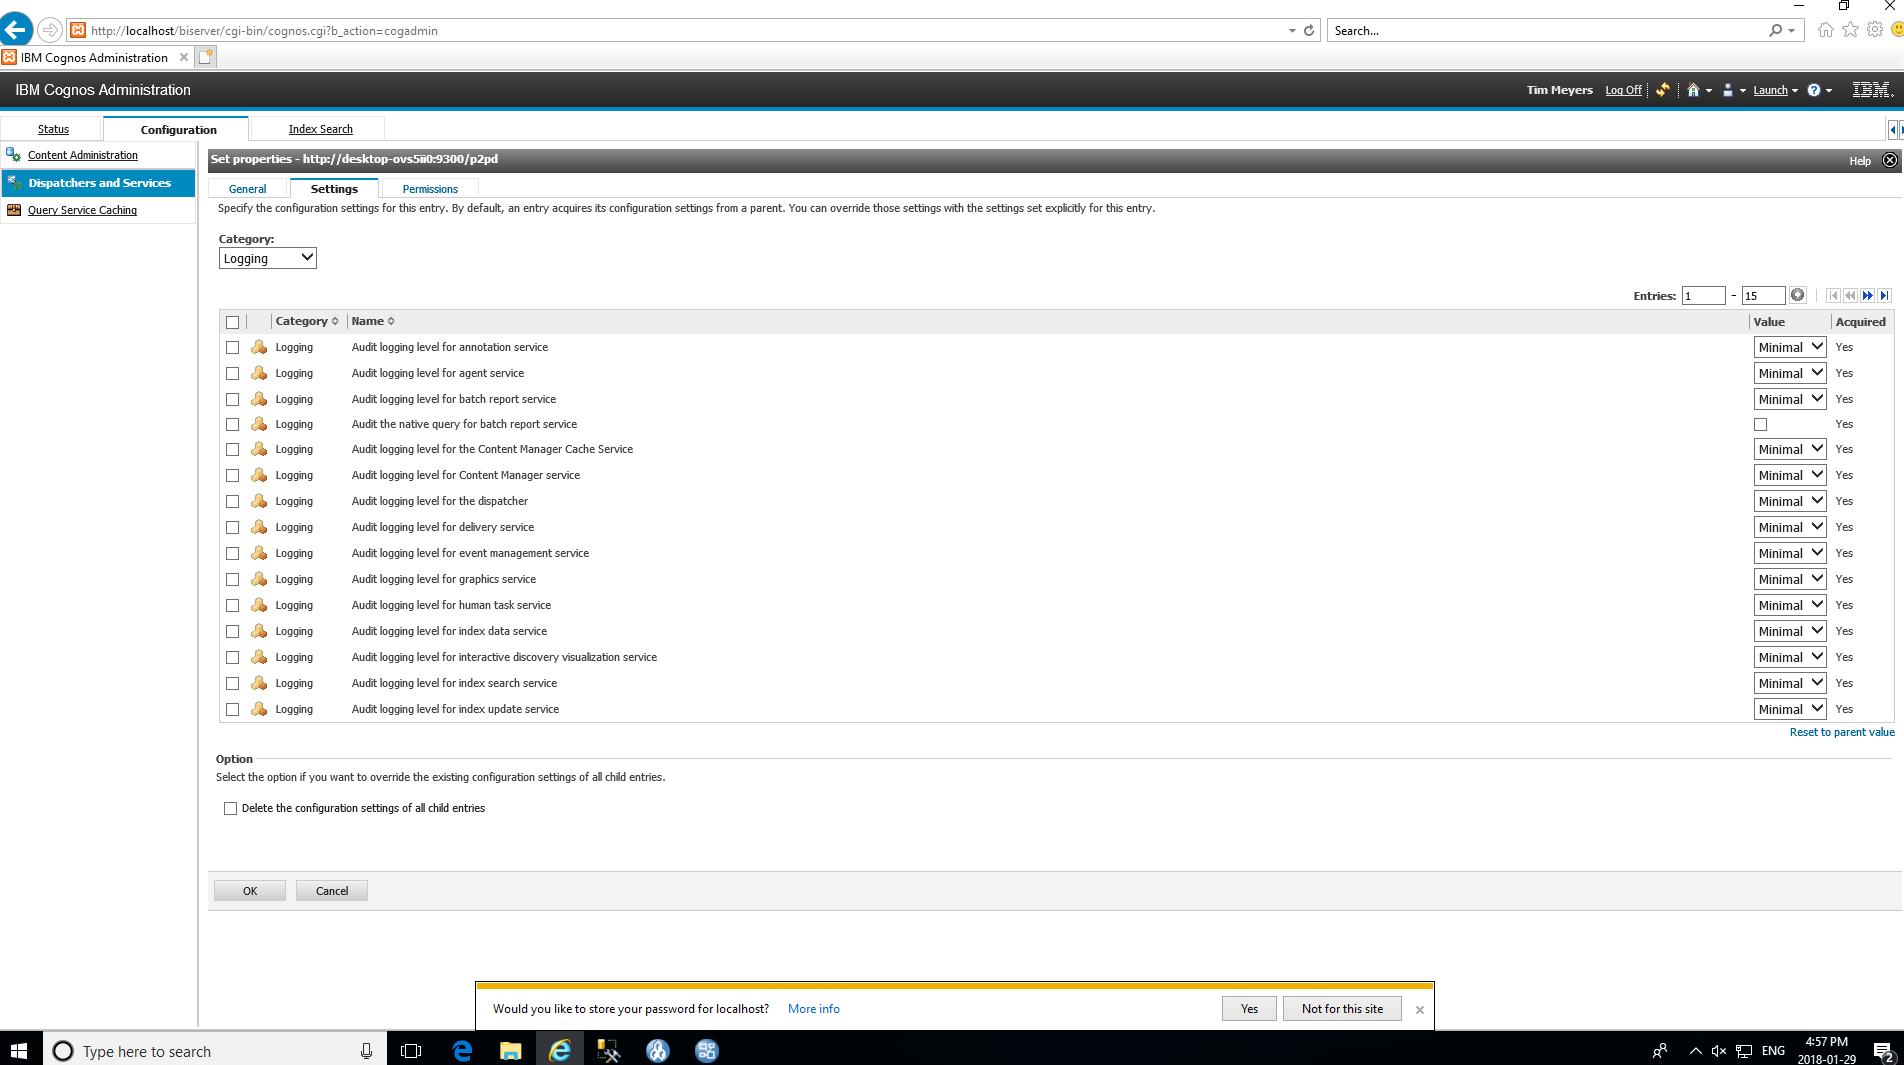 http://localhost/biserver/cgi-bin/cognos.cgi?b_action=cogadmin
Search...
IBM Cognos Administration
IBM Cognos Administration
Tim Meyers Log Off Launch IBM.
Status Configuration Index Search
Content Administration
Dispatchers and Services
Query Service Caching
Set properties - http://desktop-ovs5ii0:9300/p2pd Help
General Settings Permissions
Specify the configuration settings for this entry. By default, an entry acquires its configuration settings from a parent. You can override those settings with the settings set explicitly for this entry.
Category:
Logging
Entries: 1 - 15
Category Name Value Acquired
Logging Audit logging level for annotation service Minimal Yes
Logging Audit logging level for agent service Minimal Yes
Logging Audit logging level for batch report service Minimal Yes
Logging Audit the native query for batch report service Yes
Logging Audit logging level for the Content Manager Cache Service Minimal Yes
Logging Audit logging level for Content Manager service Minimal Yes
Logging Audit logging level for the dispatcher Minimal Yes
Logging Audit logging level for delivery service Minimal Yes
Logging Audit logging level for event management service Minimal Yes
Logging Audit logging level for graphics service Minimal Yes
Logging Audit logging level for human task service Minimal Yes
Logging Audit logging level for index data service Minimal Yes
Logging Audit logging level for interactive discovery visualization service Minimal Yes
Logging Audit logging level for index search service Minimal Yes
Logging Audit logging level for index update service Minimal Yes
Reset to parent value
Option
Select the option if you want to override the existing configuration settings of all child entries.
Delete the configuration settings of all child entries
OK Cancel
Would you like to store your password for localhost? More info Yes Not for this site
Type here to search
ENG
4:57 PM
2018-01-29
2